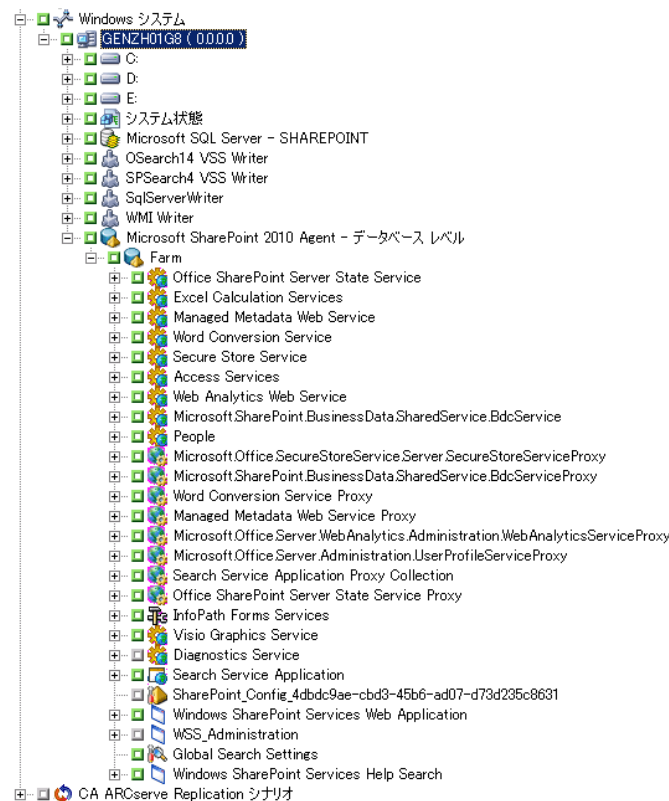 Windows システム
GENZH01G8 ( 0.0.0.0 )
C:
D:
E:
システム状態
Microsoft SQL Server - SHAREPOINT
OSearch14 VSS Writer
SPSearch4 VSS Writer
SqlServerWriter
WMI Writer
Microsoft SharePoint 2010 Agent - データベース レベル
Farm
Office SharePoint Server State Service
Excel Calculation Services
Managed Metadata Web Service
Word Conversion Service
Secure Store Service
Access Services
Web Analytics Web Service
Microsoft.SharePoint.BusinessData.SharedService.BdcService
People
Microsoft.Office.SecureStoreService.Server.SecureStoreServiceProxy
Microsoft.SharePoint.BusinessData.SharedService.BdcServiceProxy
Word Conversion Service Proxy
Managed Metadata Web Service Proxy
Microsoft.Office.Server.WebAnalytics.Administration.WebAnalyticsServiceProxy
Microsoft.Office.Server.Administration.UserProfileServiceProxy
Search Service Application Proxy Collection
Office SharePoint Server State Service Proxy
InfoPath Forms Services
Visio Graphics Service
Diagnostics Service
Search Service Application
SharePoint_Config_4dbdc9ae-cbd3-45b6-ad07-d73d235c8631
Windows SharePoint Services Web Application
WSS_Administration
Global Search Settings
Windows SharePoint Services Help Search
CA ARCserve Replication シナリオ